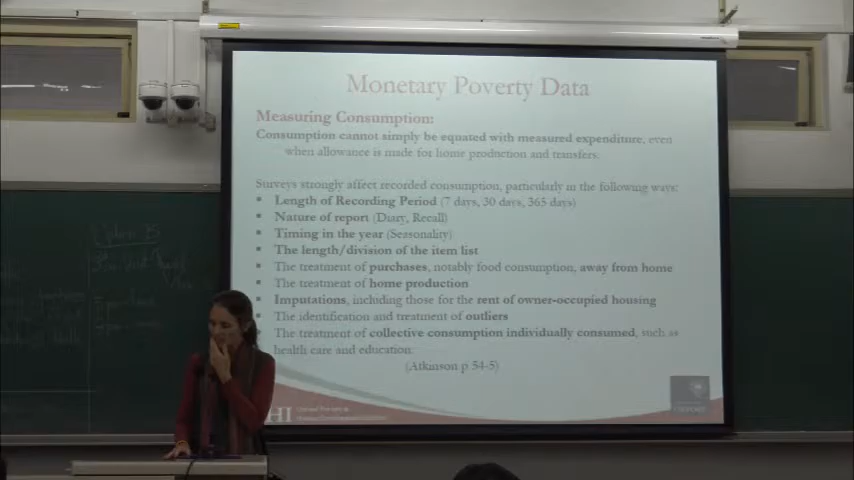 Monetary Poverty Data
Measuring Consumption:
Consumption cannot simply be equated with measured expenditure, even
when allowance is made for home production and transfers.
Surveys strongly affect recorded consumption, particularly in the following ways:
▪ Length of Recording Period (7 days, 30 days, 365 days)
▪ Nature of report (Diary, Recall)
▪ Timing in the year (Seasonality)
▪ The length/division of the item list
▪ The treatment of purchases, notably food consumption, away from home
▪ The treatment of home production
▪ Imputations, including those for the rent of owner-occupied housing
▪ The identification and treatment of outliers
▪ The treatment of collective consumption individually consumed, such as
health care and education.
(Atkinson p 54-5)
HI
OXFORD